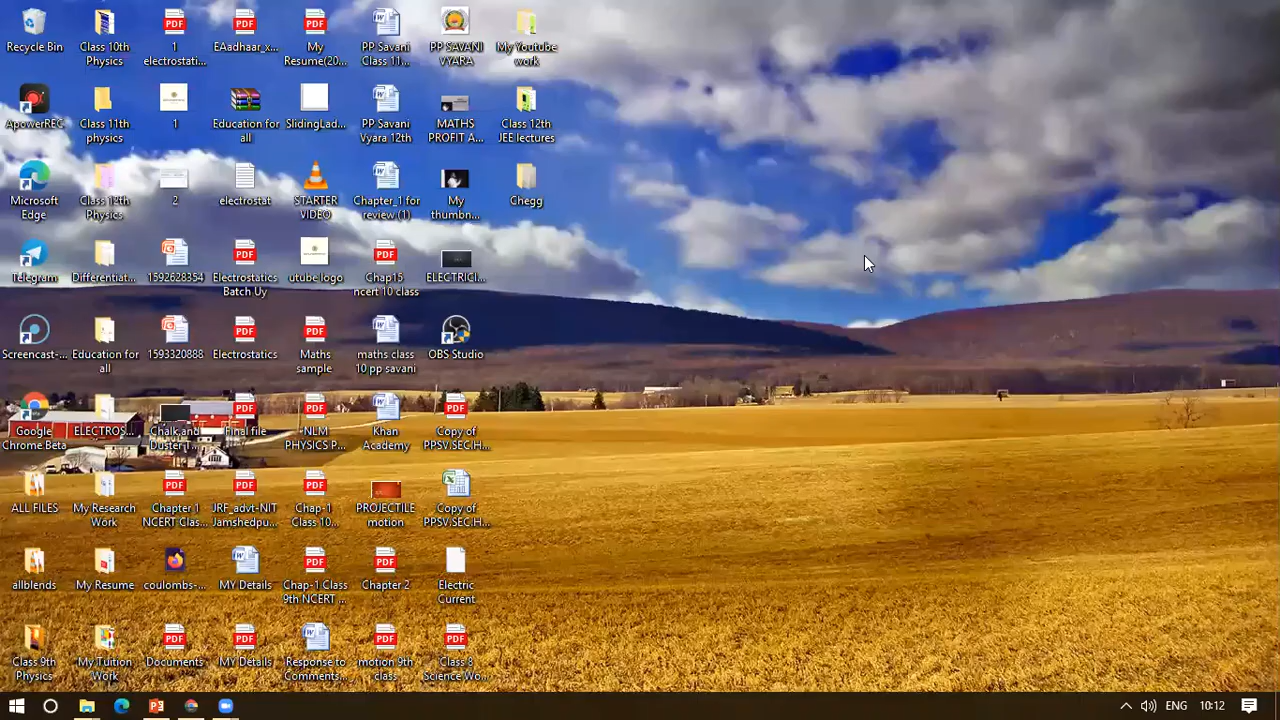 Recycle Bin
Class 10th
Physics
1
electrostati...
EAadhaar_x...
My
Resume(20...
PP Savani
Class 11...
PP SAVANI
VYARA
My Youtube
work
ApowerREC
Class 11th
physics
1
Education for
all
SlidingLad...
PP Savani
Vyara 12th
MATHS
PROFIT A...
Class 12th
JEE lectures
Microsoft
Edge
Class 12th
Physics
2
electrostat
STARTER
VIDEO
Chapter_1 for
review (1)
My
thumbn...
Chegg
Telegram
Differentiat...
1592628354
Electrostatics
Batch Uy
utube logo
Chap15
ncert 10 class
ELECTRICI...
Screencast-...
Education for
all
1593320888
Electrostatics
Maths
sample
maths class
10 pp savani
OBS Studio
Google
Chrome Beta
ELECTROS...
Chalk and
Duster T...
Final file
NLM
PHYSICS P...
Khan
Academy
Copy of
PPSV.SEC.H...
ALL FILES
My Research
Work
Chapter 1
NCERT Clas...
JRF_advt-NIT
Jamshedpu...
Chap-1
Class 10...
PROJECTILE
motion
Copy of
PPSV.SEC.H...
allblends
My Resume
coulombs-...
MY Details
Chap-1 Class
9th NCERT ...
Chapter 2
Electric
Current
Class 9th
Physics
My Tuition
Work
Documents
MY Details
Response to
Comments...
motion 9th
class
Class 8
Science Wo...
ENG
10:12